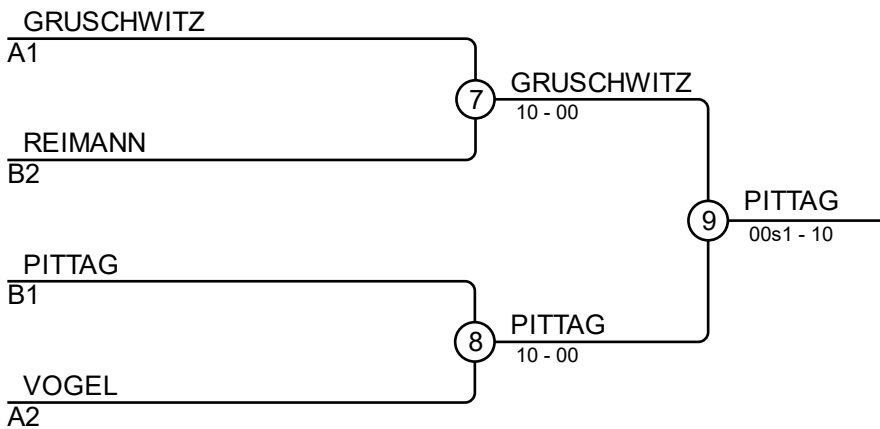 GRUSCHWITZ
A1
7
GRUSCHWITZ
10 - 00
REIMANN
B2
9
PITTAG
00s1 - 10
PITTAG
B1
8
PITTAG
10 - 00
VOGEL
A2